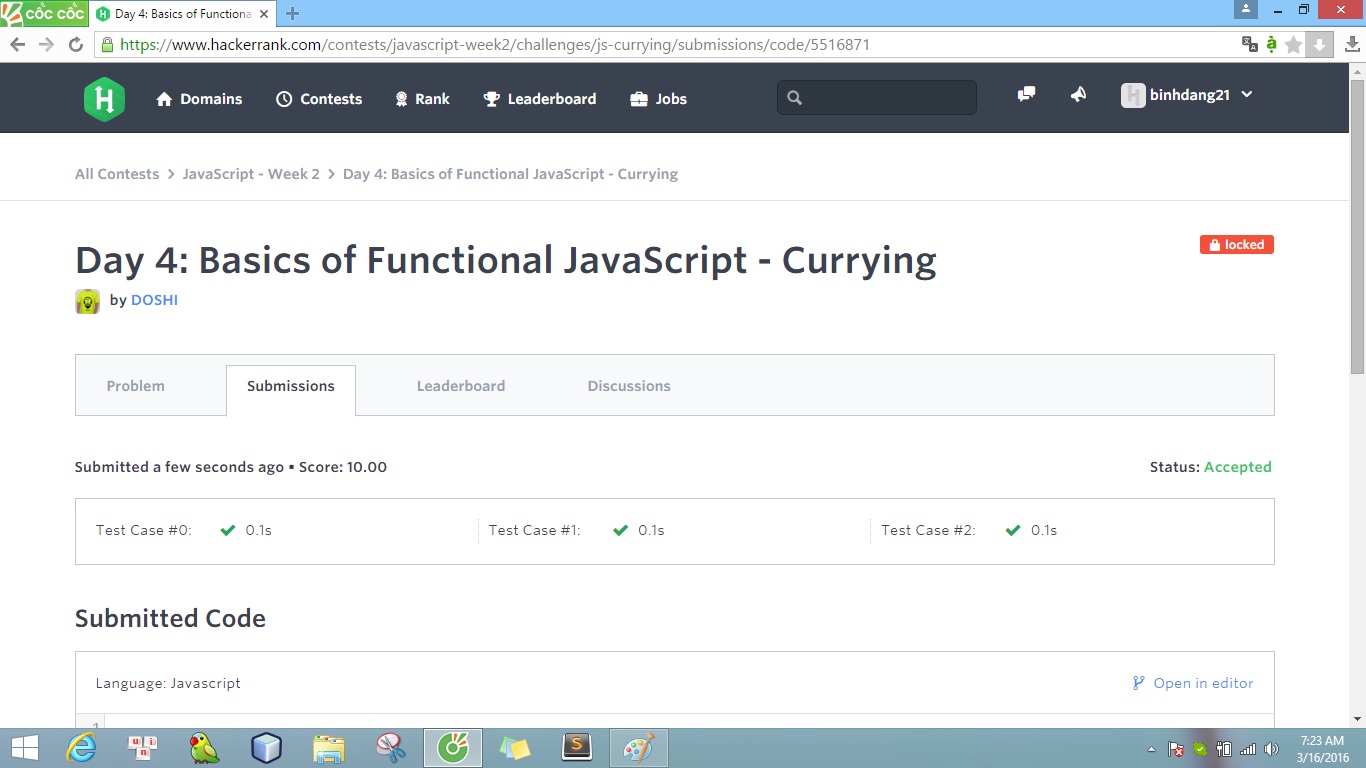 cốc cốc
Day 4: Basics of Functiona
https://www.hackerrank.com/contests/javascript-week2/challenges/js-currying/submissions/code/5516871
H Domains Contests Rank Leaderboard Jobs binhdang21
All Contests > JavaScript - Week 2 > Day 4: Basics of Functional JavaScript - Currying
Day 4: Basics of Functional JavaScript - Currying
locked
by DOSHI
Problem Submissions Leaderboard Discussions
Submitted a few seconds ago • Score: 10.00 Status: Accepted
Test Case #0: 0.1s Test Case #1: 0.1s Test Case #2: 0.1s
Submitted Code
Language: Javascript Open in editor
1
7:23 AM
3/16/2016